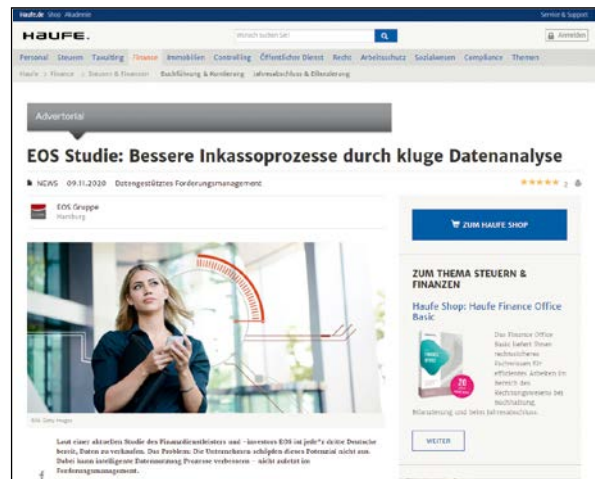 Haufe.de Shop Akademie
Service & Support
HAUFE.
Wonach suchen Sie?
Anmelden
Personal Steuern Taxulting Finance Immobilien Controlling Öffentlicher Dienst Recht Arbeitsschutz Sozialwesen Compliance Themen
Haufe > Finance > Steuern & Finanzen Buchführung & Kontierung Jahresabschluss & Bilanzierung
Advertorial
EOS Studie: Bessere Inkassoprozesse durch kluge Datenanalyse
NEWS 09.11.2020 Datengestütztes Forderungsmanagement
2
EOS Gruppe
Hamburg
ZUM HAUFE SHOP
ZUM THEMA STEUERN &
FINANZEN
Haufe Shop: Haufe Finance Office
Basic
Das Finance Office
Basic liefert Ihnen
rechtssicheres
Fachwissen für
effizientes Arbeiten im
Bereich des
Rechnungswesens bei
Buchhaltung,
Bilanzierung und beim Jahresabschluss.
WEITER
Laut einer aktuellen Studie des Finanzdienstleisters und -investors EOS ist jede*r dritte Deutsche
bereit, Daten zu verkaufen. Das Problem: Die Unternehmen schöpfen dieses Potenzial nicht aus.
Dabei kann intelligente Datennutzung Prozesse verbessern – nicht zuletzt im
Forderungsmanagement.